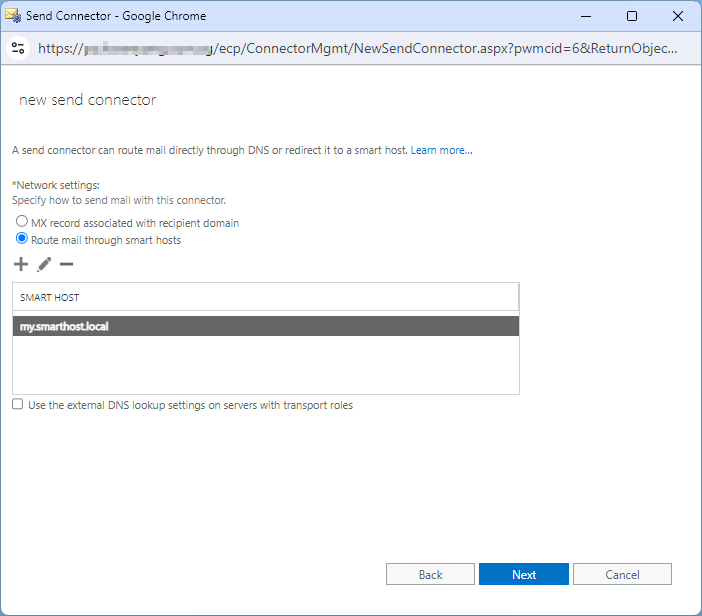 Send Connector - Google Chrome
https:// /ecp/ConnectorMgmt/NewSendConnector.aspx?pwmcid=6&ReturnObjec...
new send connector
A send connector can route mail directly through DNS or redirect it to a smart host. Learn more...
*Network settings:
Specify how to send mail with this connector.
MX record associated with recipient domain
Route mail through smart hosts
SMART HOST
my.smarthost.local
Use the external DNS lookup settings on servers with transport roles
Back Next Cancel